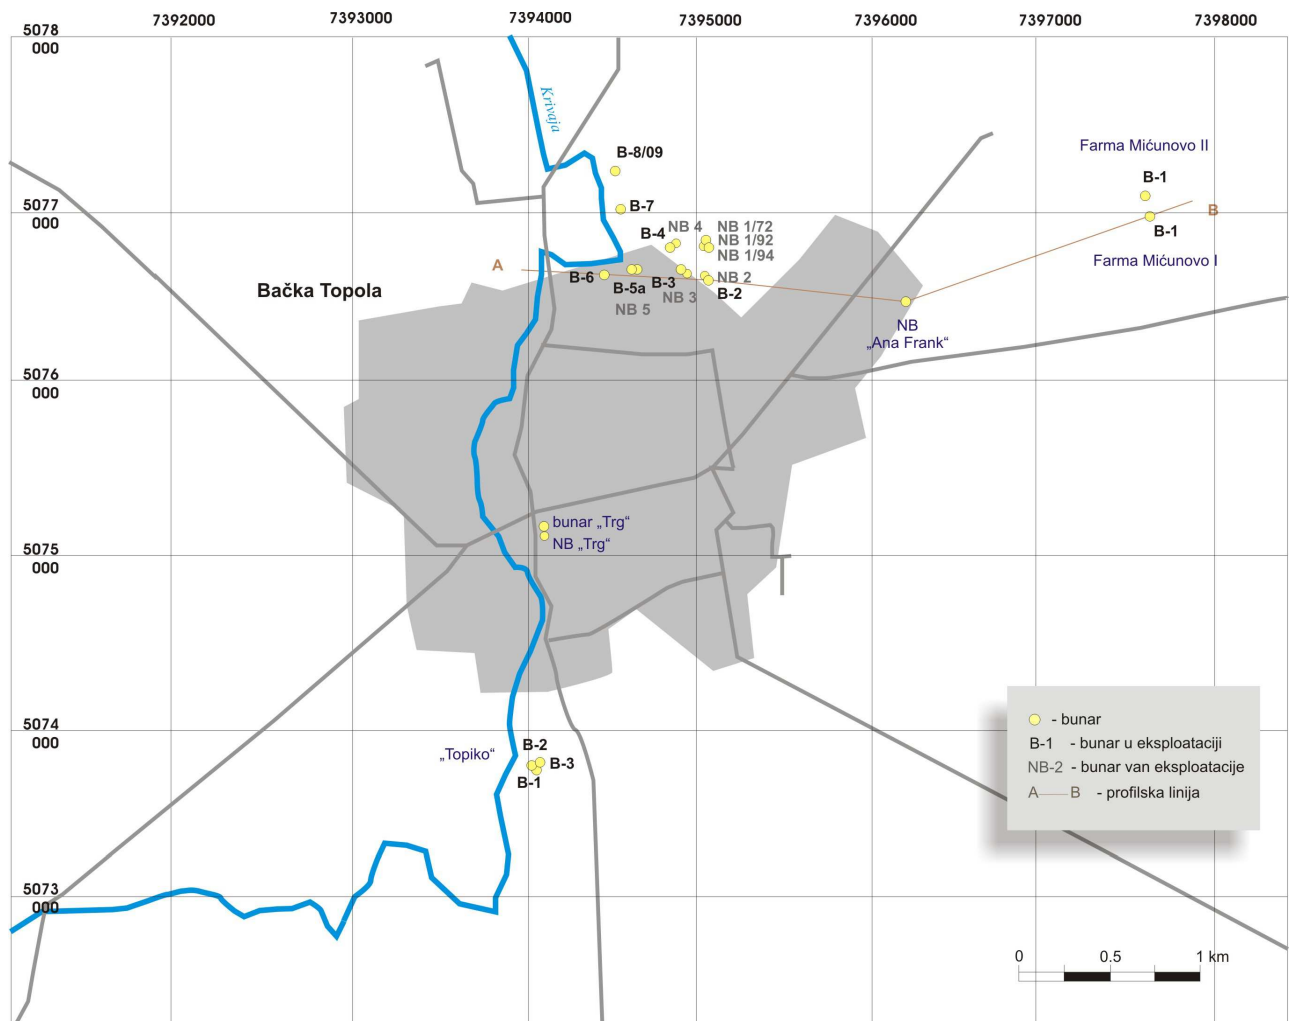 7392000 7393000 7394000 7395000 7396000 7397000 7398000
5078
000
Krivaja
Farma Mićunovo II
B-8/09
B-1
B-7
5077
000
B
NB 4 NB 1/72
B-4 NB 1/92
B-1
NB 1/94
Farma Mićunovo I
A
B-6 B-3 NB 2
B-5a B-2
Bačka Topola
NB 3
NB 5
NB
„Ana Frank“
5076
000
bunar „Trg“
NB „Trg“
5075
000
5074
000
B-2
„Topiko“
B-3
B-1
- bunar
B-1 - bunar u eksploataciji
NB-2 - bunar van eksploatacije
A B - profilska linija
5073
000
0 0.5 1 km